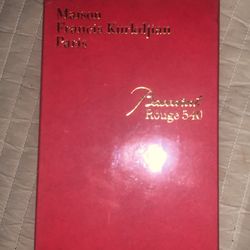 Maison
Francis Kurkdjian
Paris
Baccarat
Rouge 540